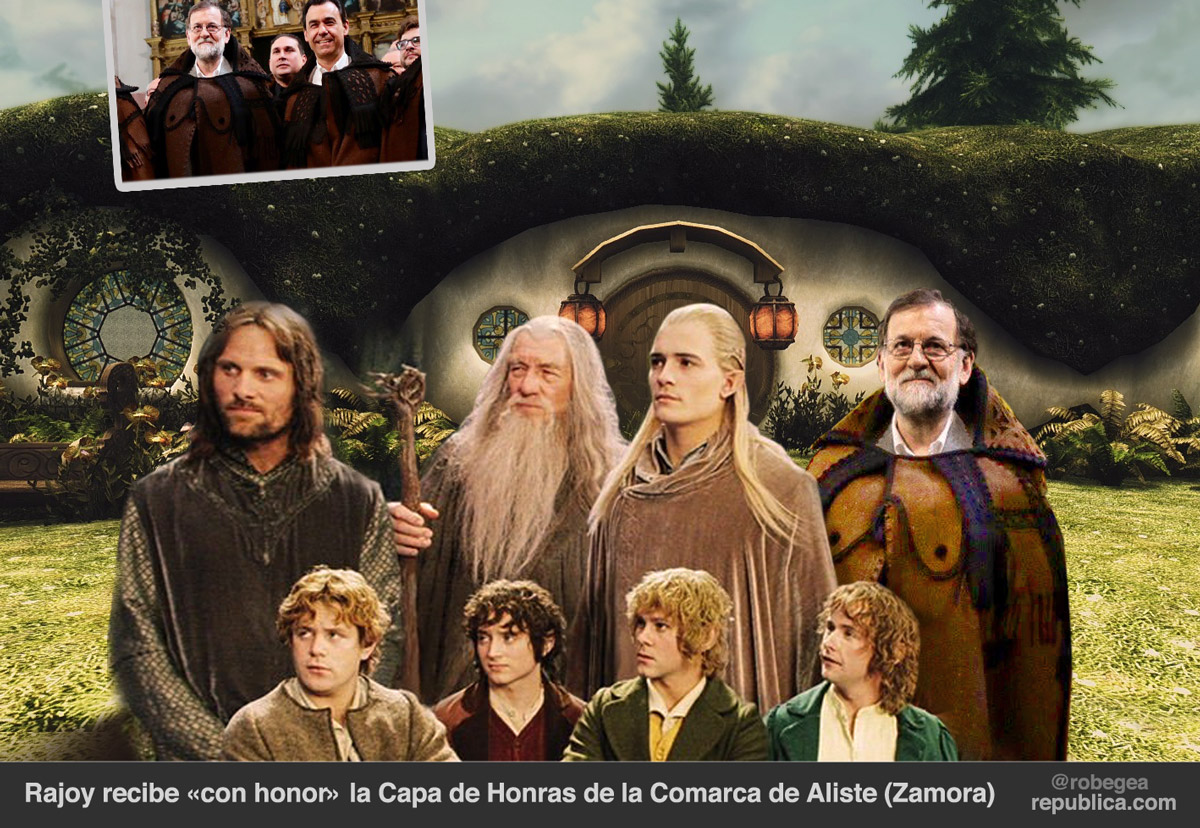 Rajoy recibe «con honor» la Capa de Honras de la Comarca de Aliste (Zamora)
@robegea
republica.com